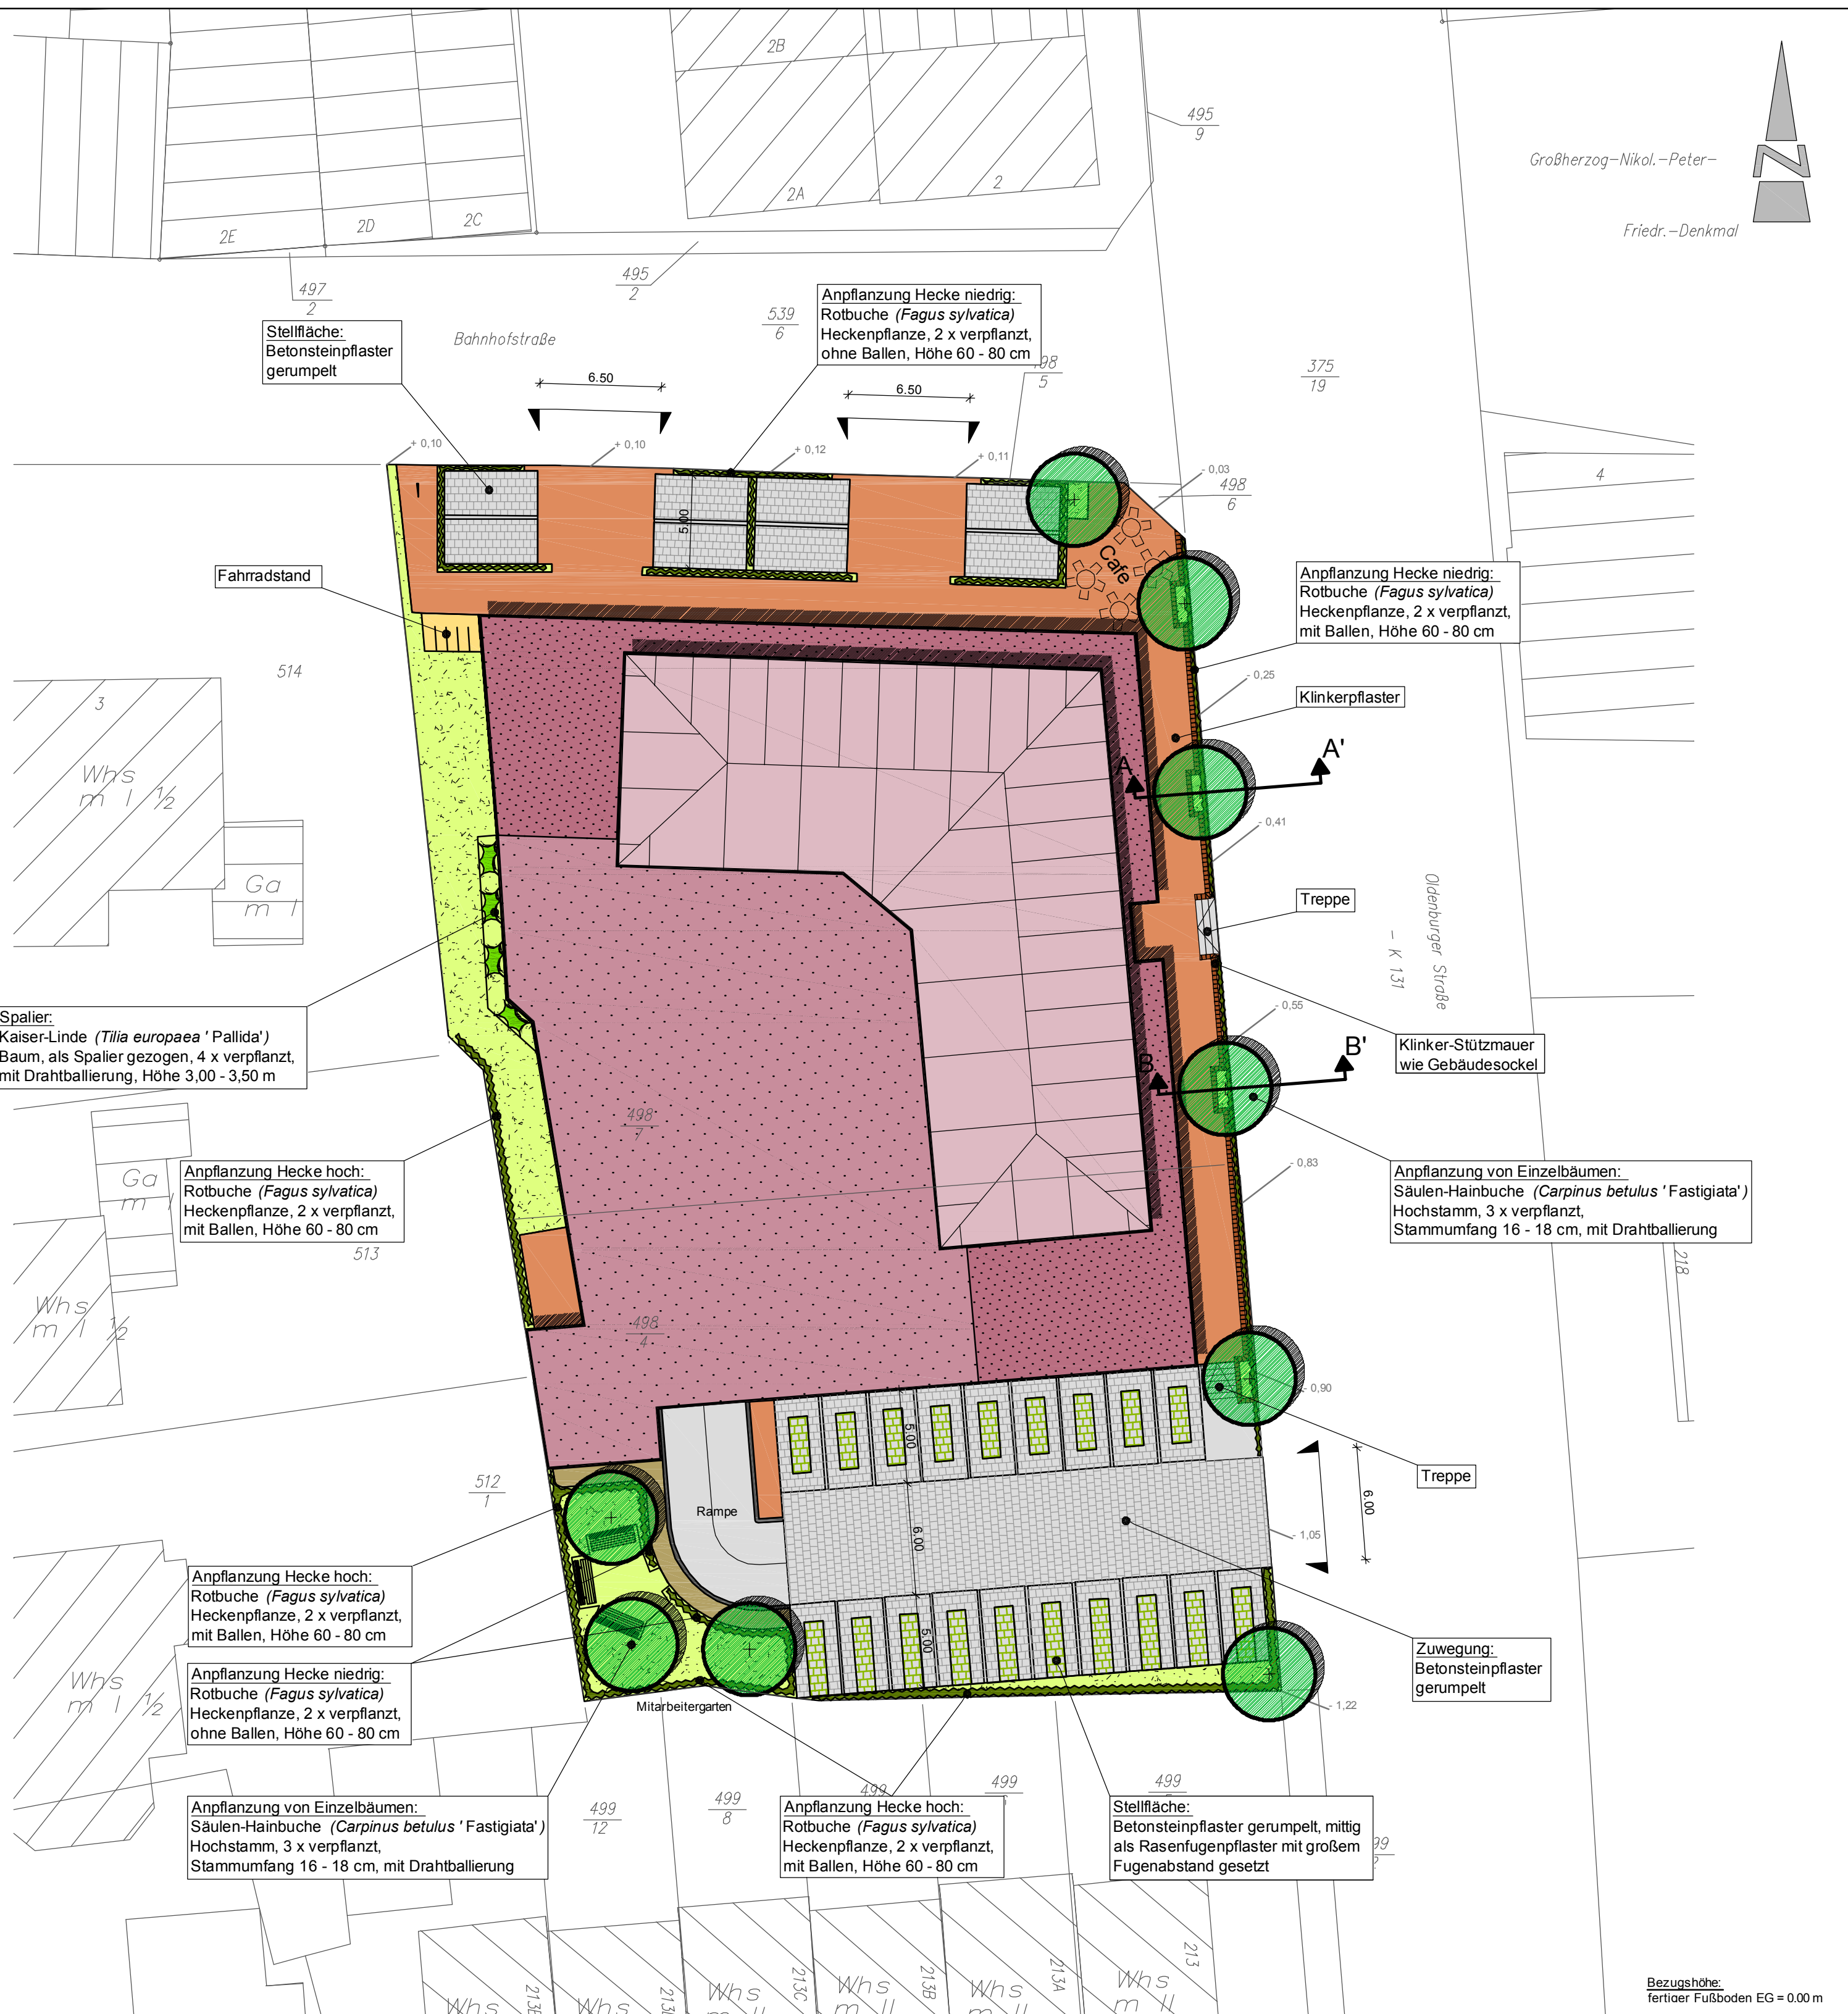 2B
495
9
Großherzog–Nikol.–Peter–
Friedr.–Denkmal
N
2A
2
2E
2D
2C
497
2
495
2
539
6
Bahnhofstraße
Stellfläche:
Betonsteinpflaster
gerumpelt
Anpflanzung Hecke niedrig:
Rotbuche (Fagus sylvatica)
Heckenpflanze, 2 x verpflanzt,
ohne Ballen, Höhe 60 - 80 cm
5
375
19
6.50
6.50
+ 0,10
+ 0,10
+ 0,12
+ 0,11
- 0,03
498
6
4
5.00
Cafe
Fahrradstand
Anpflanzung Hecke niedrig:
Rotbuche (Fagus sylvatica)
Heckenpflanze, 2 x verpflanzt,
mit Ballen, Höhe 60 - 80 cm
514
3
- 0,25
Klinkerpflaster
Whs
m I ½
A
A'
- 0,41
Ga
m I
Treppe
Oldenburger Straße
– K 131
Spalier:
Kaiser-Linde (Tilia europaea ' Pallida')
Baum, als Spalier gezogen, 4 x verpflanzt,
mit Drahtballierung, Höhe 3,00 - 3,50 m
- 0,55
Klinker-Stützmauer
wie Gebäudesockel
B
B'
498
7
Ga
m I
Anpflanzung Hecke hoch:
Rotbuche (Fagus sylvatica)
Heckenpflanze, 2 x verpflanzt,
mit Ballen, Höhe 60 - 80 cm
513
- 0,83
Anpflanzung von Einzelbäumen:
Säulen-Hainbuche (Carpinus betulus ' Fastigiata')
Hochstamm, 3 x verpflanzt,
Stammumfang 16 - 18 cm, mit Drahtballierung
218
Whs
m I ½
498
4
- 0,90
5.00
512
1
Treppe
Rampe
6.00
6.00
- 1,05
Anpflanzung Hecke hoch:
Rotbuche (Fagus sylvatica)
Heckenpflanze, 2 x verpflanzt,
mit Ballen, Höhe 60 - 80 cm
5.00
Zuwegung:
Betonsteinpflaster
gerumpelt
Whs
m I ½
Anpflanzung Hecke niedrig:
Rotbuche (Fagus sylvatica)
Heckenpflanze, 2 x verpflanzt,
ohne Ballen, Höhe 60 - 80 cm
Mitarbeitergarten
- 1,22
Anpflanzung von Einzelbäumen:
Säulen-Hainbuche (Carpinus betulus ' Fastigiata')
Hochstamm, 3 x verpflanzt,
Stammumfang 16 - 18 cm, mit Drahtballierung
499
12
499
8
499
499
499
Anpflanzung Hecke hoch:
Rotbuche (Fagus sylvatica)
Heckenpflanze, 2 x verpflanzt,
mit Ballen, Höhe 60 - 80 cm
Stellfläche:
Betonsteinpflaster gerumpelt, mittig
als Rasenfugenpflaster mit großem
Fugenabstand gesetzt
213C
213B
213A
213
Whs
Whs
Whs
m II
Whs
m II
Whs
m II
Whs
m II
Bezugshöhe:
fertiger Fußboden EG = 0.00 m